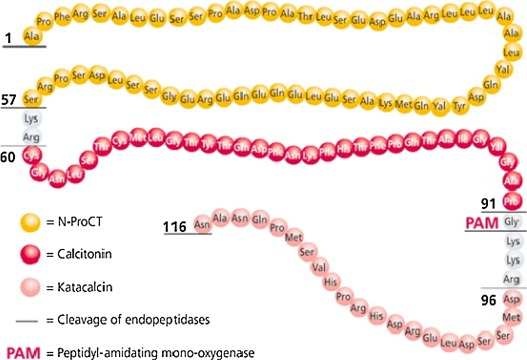 1
Ala Pro Phe Arg Ser Ala Leu Glu Ser Ser Pro Ala Asp Pro Ala Thr Leu Ser Glu Asp Glu Ala Arg Leu Leu Leu Ala
Ala
Leu
Val
Gln
Asp Tyr Val Gln Met Lys Ala Ser Glu Leu Glu Gln Glu Gln Glu Arg Glu Gly Ser Ser Leu Asp Ser Pro Arg Ser
57
Lys
Arg
60
Cys Gly Asn Leu Ser Thr Cys Met Leu Gly Thr Tyr Thr Gln Asp Phe Asn Lys Phe His Thr Phe Pro Gln Thr Ala Ile Gly Val
Gly
Ala
91 Pro
PAM Gly
Lys
Lys
Arg
96 Asp
Met
Ser Ser Asp Leu Glu Arg Asp His Arg Pro His Val Ser Met Pro Gln Asn Ala Asn
116
= N-ProCT
= Calcitonin
= Katacalcin
= Cleavage of endopeptidases
PAM = Peptidyl-amidating mono-oxygenase